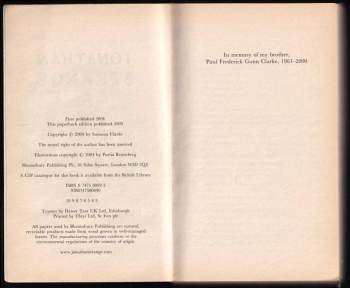 In memory of my brother,
Paul Frederick Gunn Clarke, 1961–2000
First published 2004
This paperback edition published 2005
Copyright © 2004 by Susanna Clarke
The moral right of the author has been asserted
Illustrations copyright © 2004 by Portia Rosenberg
Bloomsbury Publishing Plc, 38 Soho Square, London W1D 3HB
A CIP catalogue for this book is available from the British Library
ISBN 0 7475
Typeset by Hewer Text UK Ltd, Edinburgh
Printed by Clays Ltd, St Ives plc
All papers used by Bloomsbury Publishing are natural,
recyclable products made from wood grown in well-managed
forests. The manufacturing processes conform to the
environmental regulations of the country of origin.
www.jonathanstrange.com